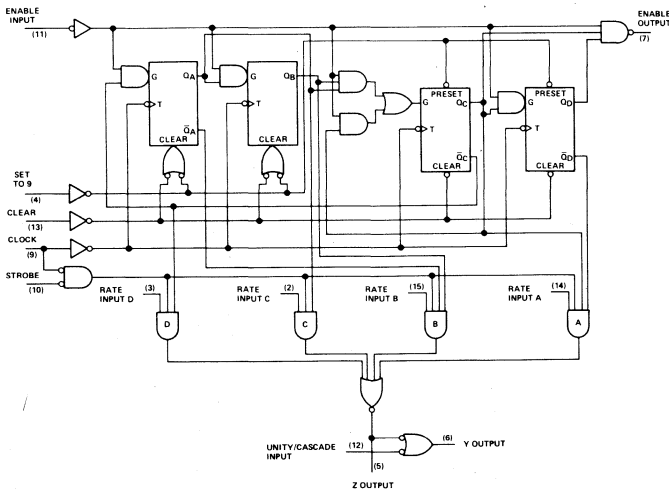 ENABLE
INPUT
(11)
ENABLE
OUTPUT
(7)
G
QA
T
Q̅A
CLEAR
G
QB
T
CLEAR
PRESET
G
QC
T
Q̅C
CLEAR
PRESET
G
QD
T
Q̅D
CLEAR
SET
TO 9
(4)
CLEAR
(13)
CLOCK
(9)
STROBE
(10)
RATE
INPUT D
(3)
RATE
INPUT C
(2)
RATE
INPUT B
(15)
RATE
INPUT A
(14)
D
C
B
A
UNITY/CASCADE
INPUT
(12)
(6)
Y OUTPUT
(5)
Z OUTPUT